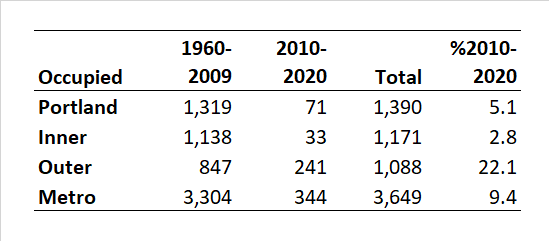 1960- 2010- %2010-
Occupied 2009 2020 Total 2020
Portland 1,319 71 1,390 5.1
Inner 1,138 33 1,171 2.8
Outer 847 241 1,088 22.1
Metro 3,304 344 3,649 9.4